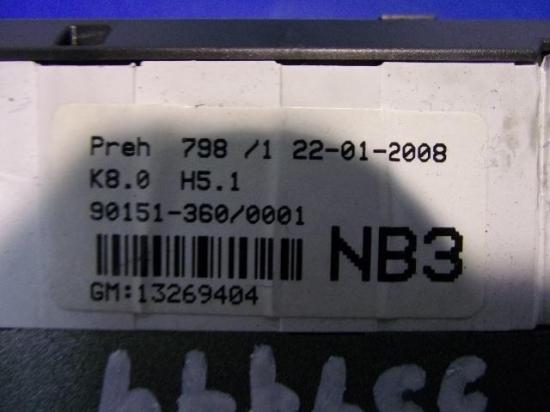 Preh 798 /1 22-01-2008
K8.0 H5.1
90151-360/0001
NB3
GM:13269404